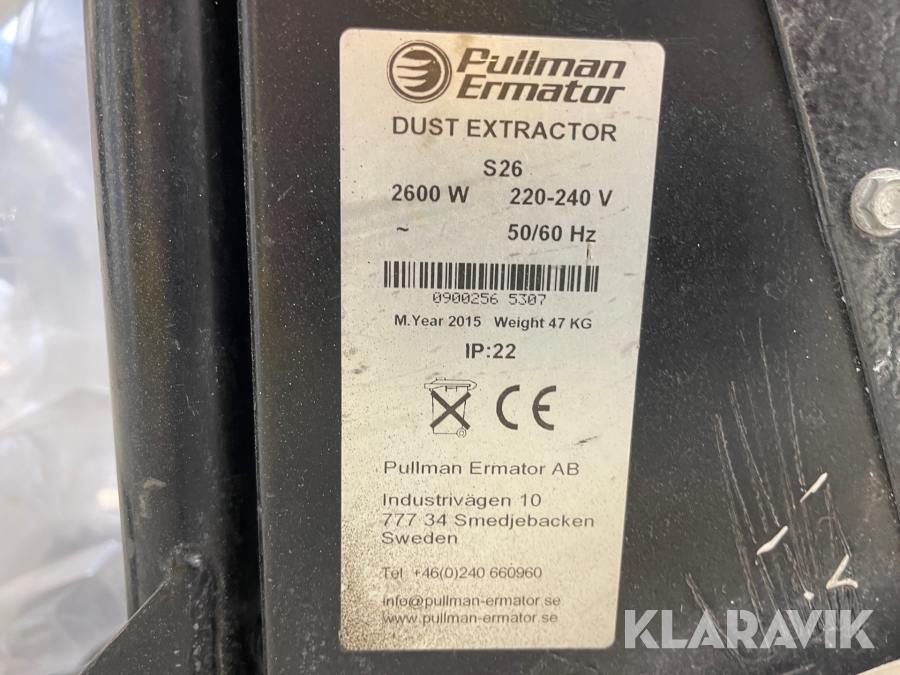 Pullman
Ermator
DUST EXTRACTOR
S26
2600 W 220-240 V
~ 50/60 Hz
0900256 5307
M.Year 2015 Weight 47 KG
IP:22
CE
Pullman Ermator AB
Industrivägen 10
777 34 Smedjebacken
Sweden
Tel +46(0)240 660960
info@pullman-ermator.se
www.pullman-ermator.se
KLARAVIK